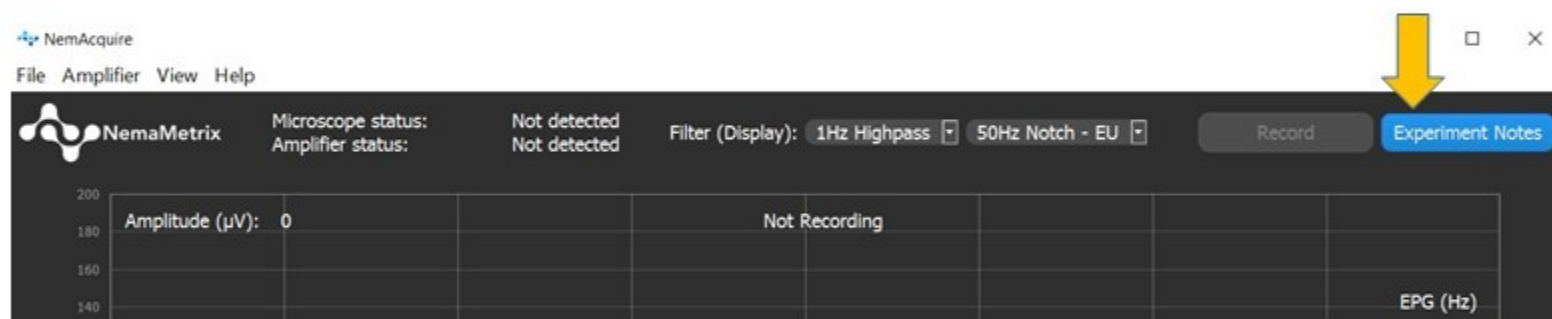 NemAcquire
File Amplifier View Help
NemaMetrix
Microscope status: Not detected
Amplifier status: Not detected
Filter (Display): 1Hz Highpass 50Hz Notch - EU
Record
Experiment Notes
200
Amplitude (µV): 0
Not Recording
180
160
140
EPG (Hz)